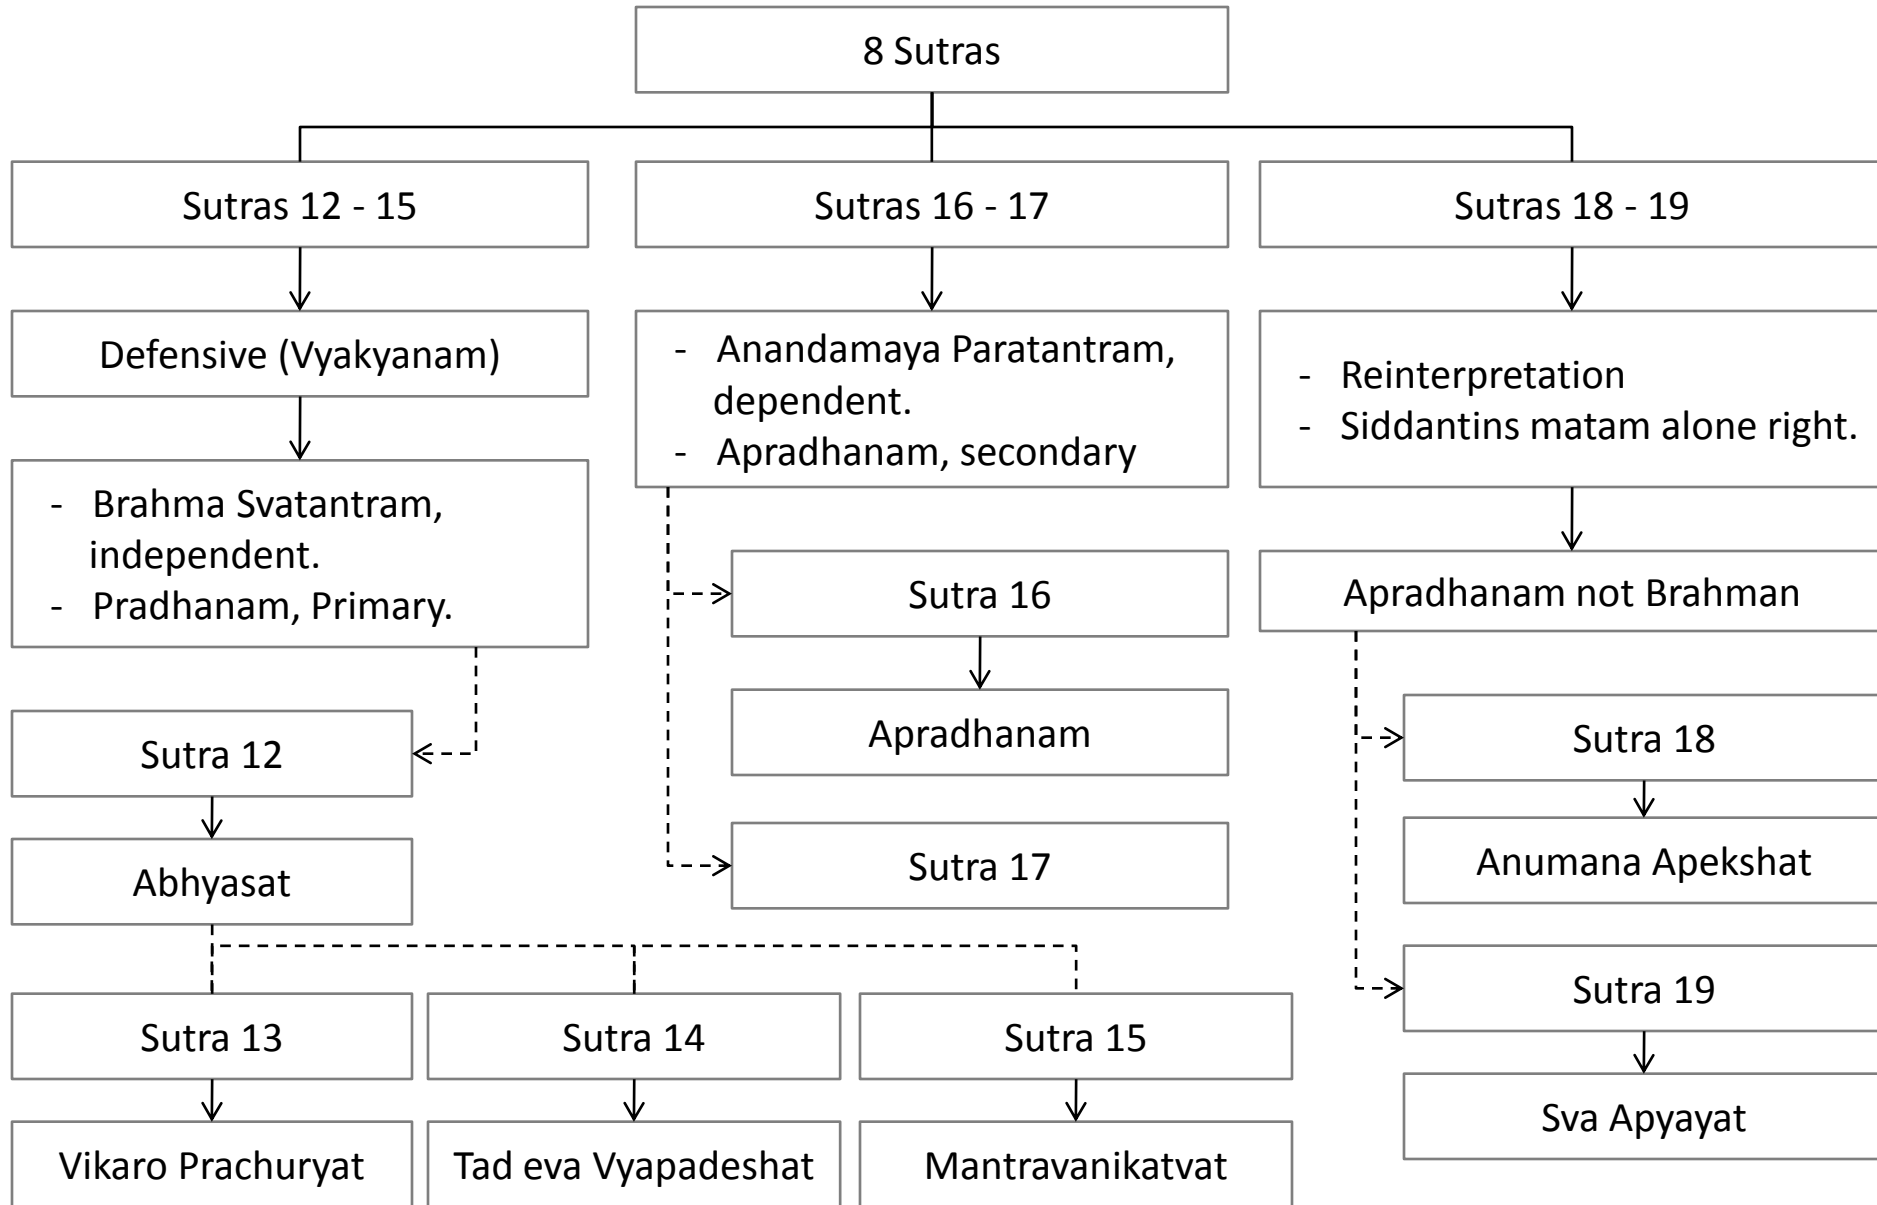 8 Sutras
Sutras 12 - 15
Sutras 16 - 17
Sutras 18 - 19
Defensive (Vyakyanam)
- Anandamaya Paratantram,
dependent.
- Apradhanam, secondary
- Reinterpretation
- Siddantins matam alone right.
- Brahma Svatantram,
independent.
- Pradhanam, Primary.
Sutra 16
Apradhanam not Brahman
Apradhanam
Sutra 12
Sutra 18
Abhyasat
Sutra 17
Anumana Apekshat
Sutra 13
Sutra 14
Sutra 15
Sutra 19
Vikaro Prachuryat
Tad eva Vyapadeshat
Mantravanikatvat
Sva Apyayat